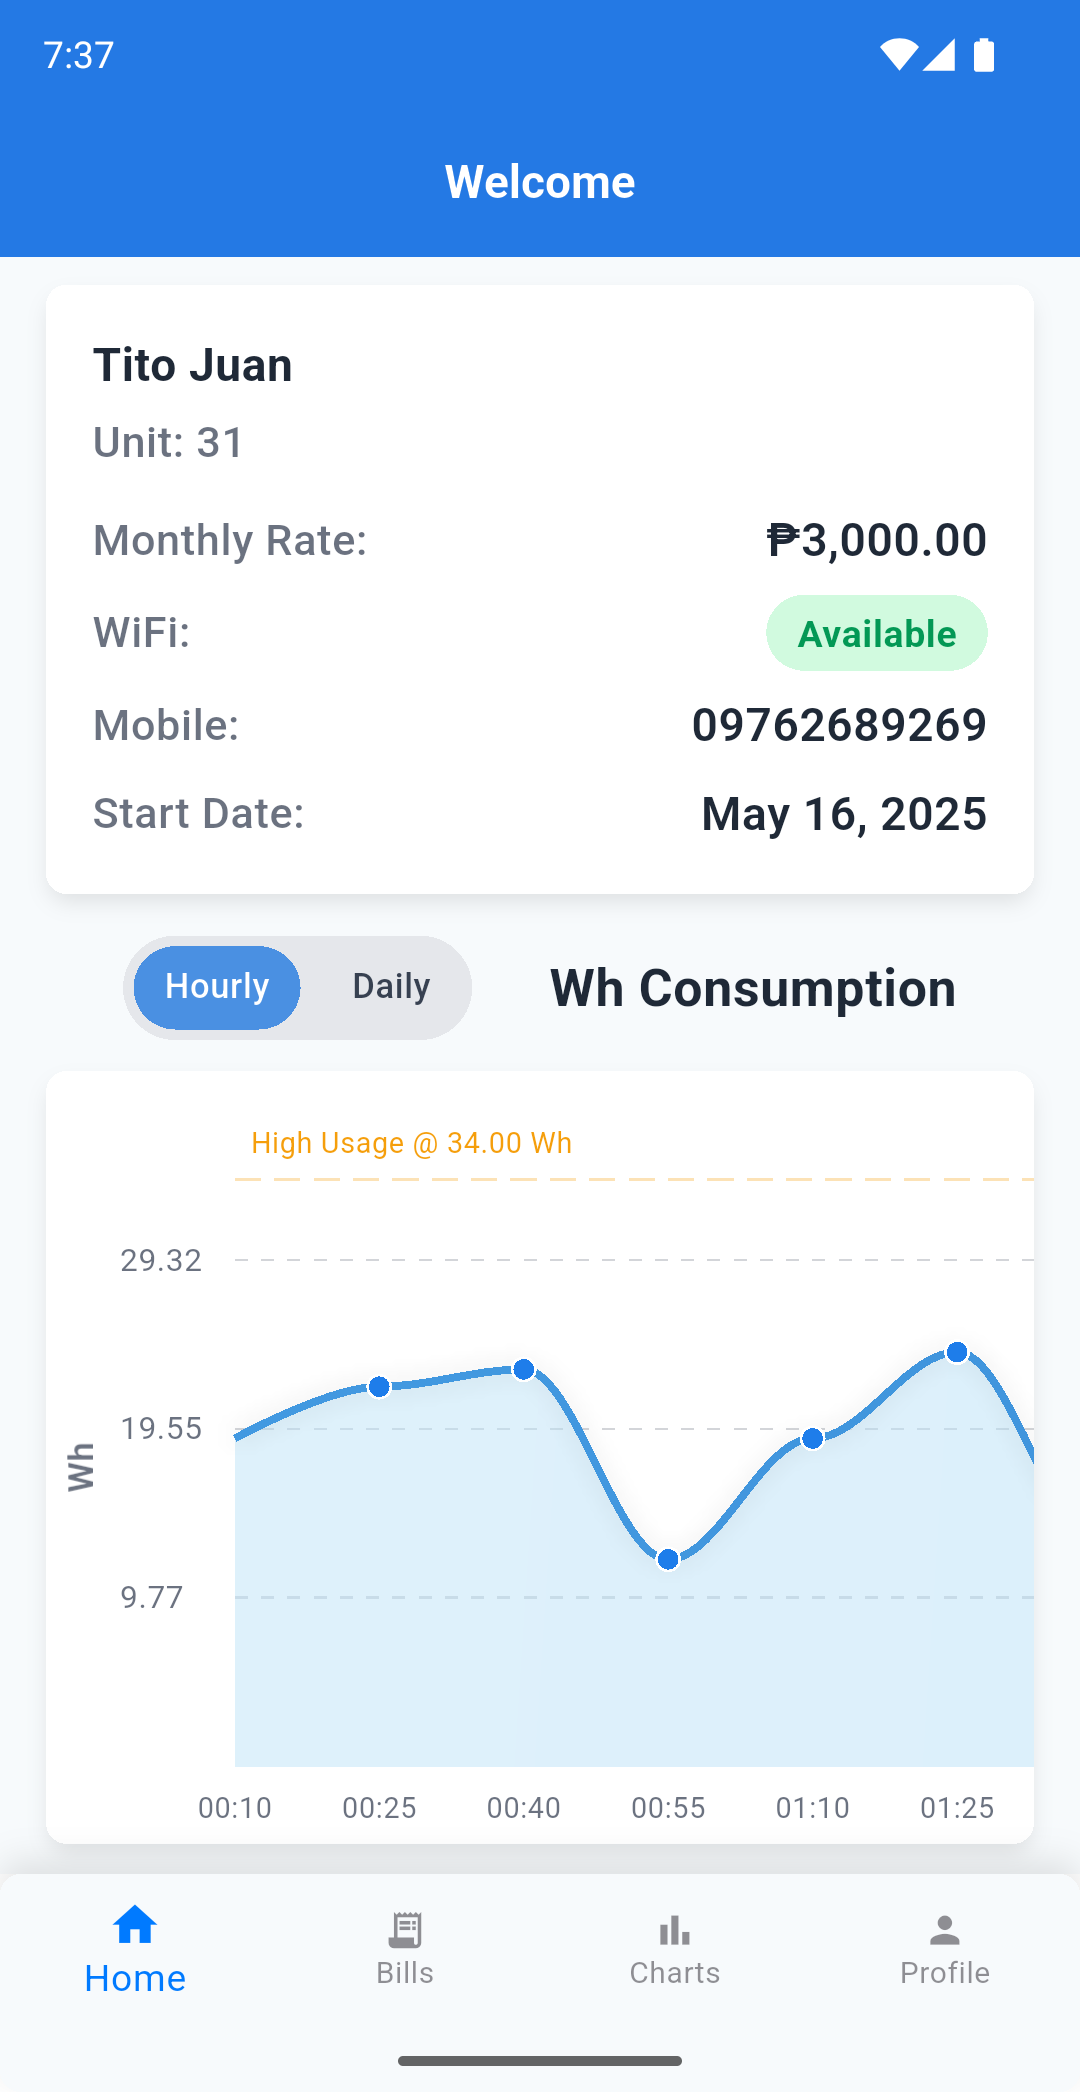 7:37
Welcome
Tito Juan
Unit: 31
Monthly Rate: ₱3,000.00
WiFi: Available
Mobile: 09762689269
Start Date: May 16, 2025
Hourly Daily Wh Consumption
High Usage @ 34.00 Wh
29.32
19.55
Wh
9.77
00:10 00:25 00:40 00:55 01:10 01:25
Home Bills Charts Profile